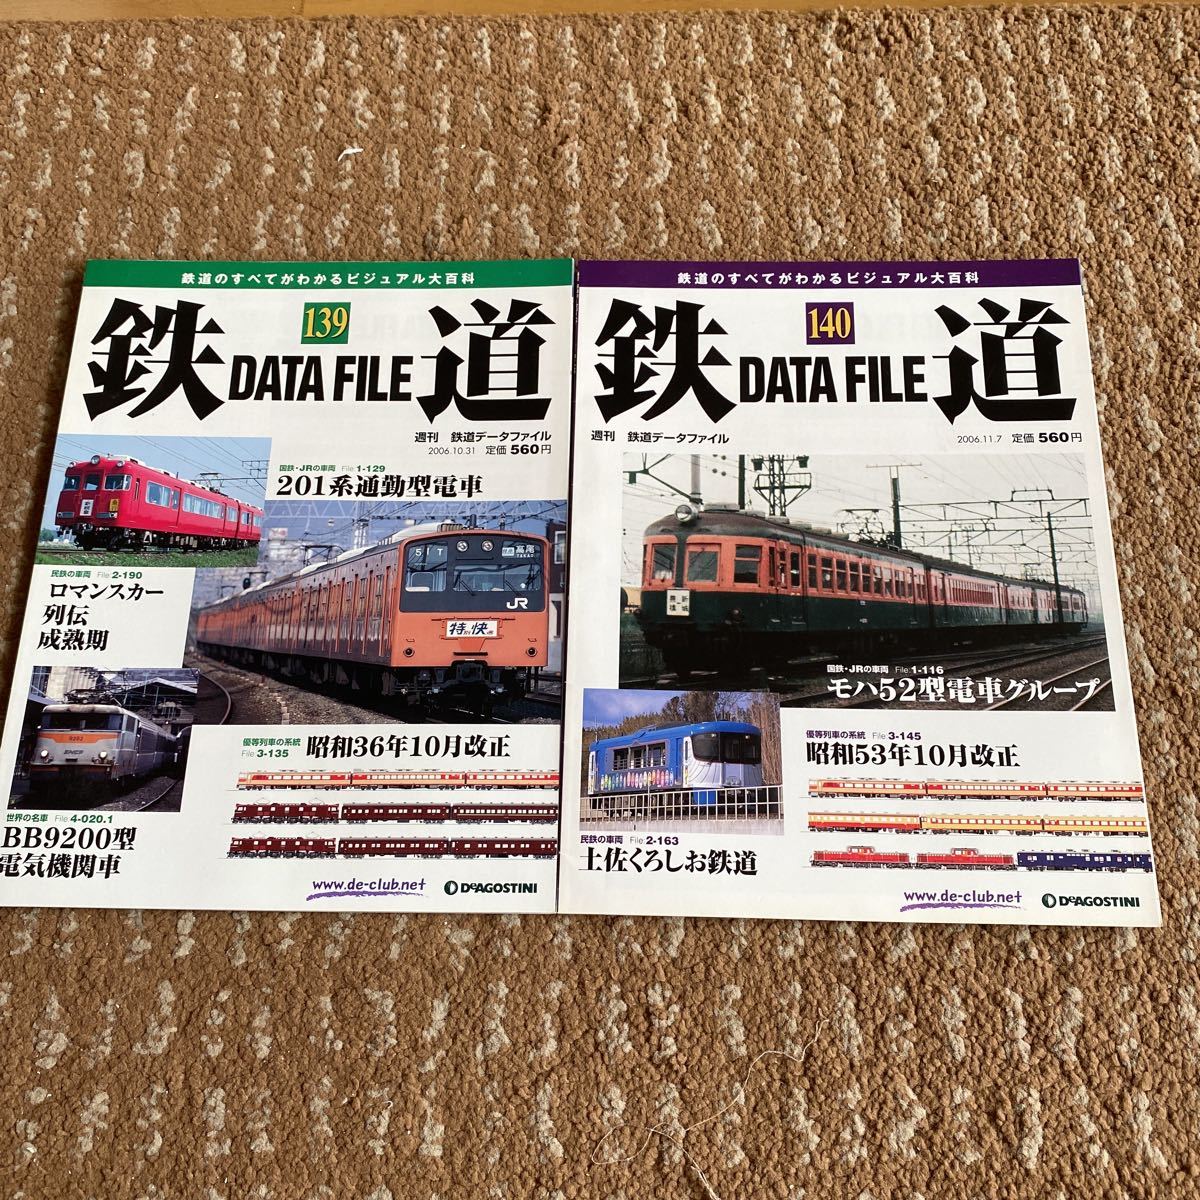 鉄道のすべてがわかるビジュアル大百科
139
鉄 DATA FILE 道
週刊 鉄道データファイル
2006.10.31 定価560円
国鉄・JRの車両 File:1-129
201系通勤型電車
民鉄の車両 File:2-190
ロマンスカー
列伝
成熟期
51T
高尾
TAKAO
JR
特別快速
優等列車の系統
File:3-135
昭和36年10月改正
9282
世界の名車 File:4-020.1
BB9200型
電気機関車
www.de-club.net
DeAGOSTINI
鉄道のすべてがわかるビジュアル大百科
140
鉄 DATA FILE 道
週刊 鉄道データファイル
2006.11.7 定価560円
国鉄・JRの車両 File:1-116
モハ52型電車グループ
優等列車の系統 File:3-145
昭和53年10月改正
民鉄の車両 File:2-163
土佐くろしお鉄道
www.de-club.net
DeAGOSTINI